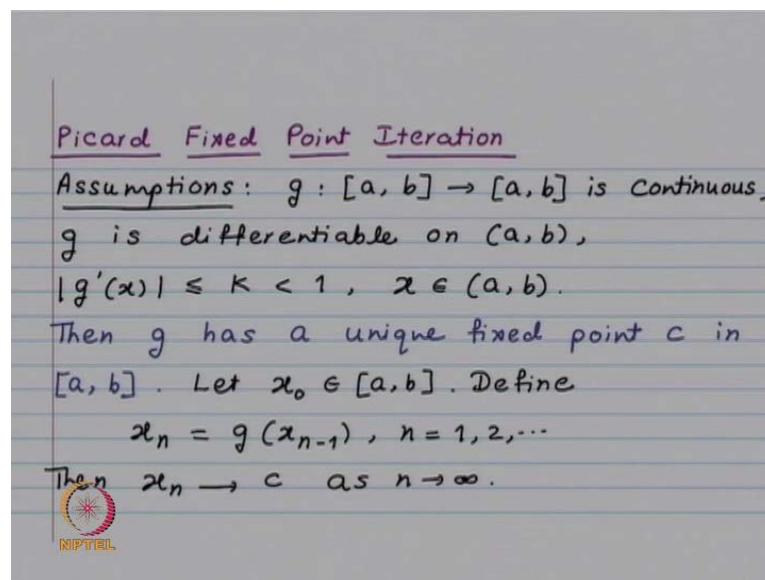 Picard Fixed Point Iteration
Assumptions: g : [a, b] → [a, b] is continuous.
g is differentiable on (a, b),
|g'(x)| ≤ K < 1, x ∈ (a, b).
Then g has a unique fixed point c in
[a, b]. Let x₀ ∈ [a, b]. Define
xₙ = g(xₙ₋₁), n = 1, 2, ⋯
Then xₙ → c as n → ∞.
NPTEL